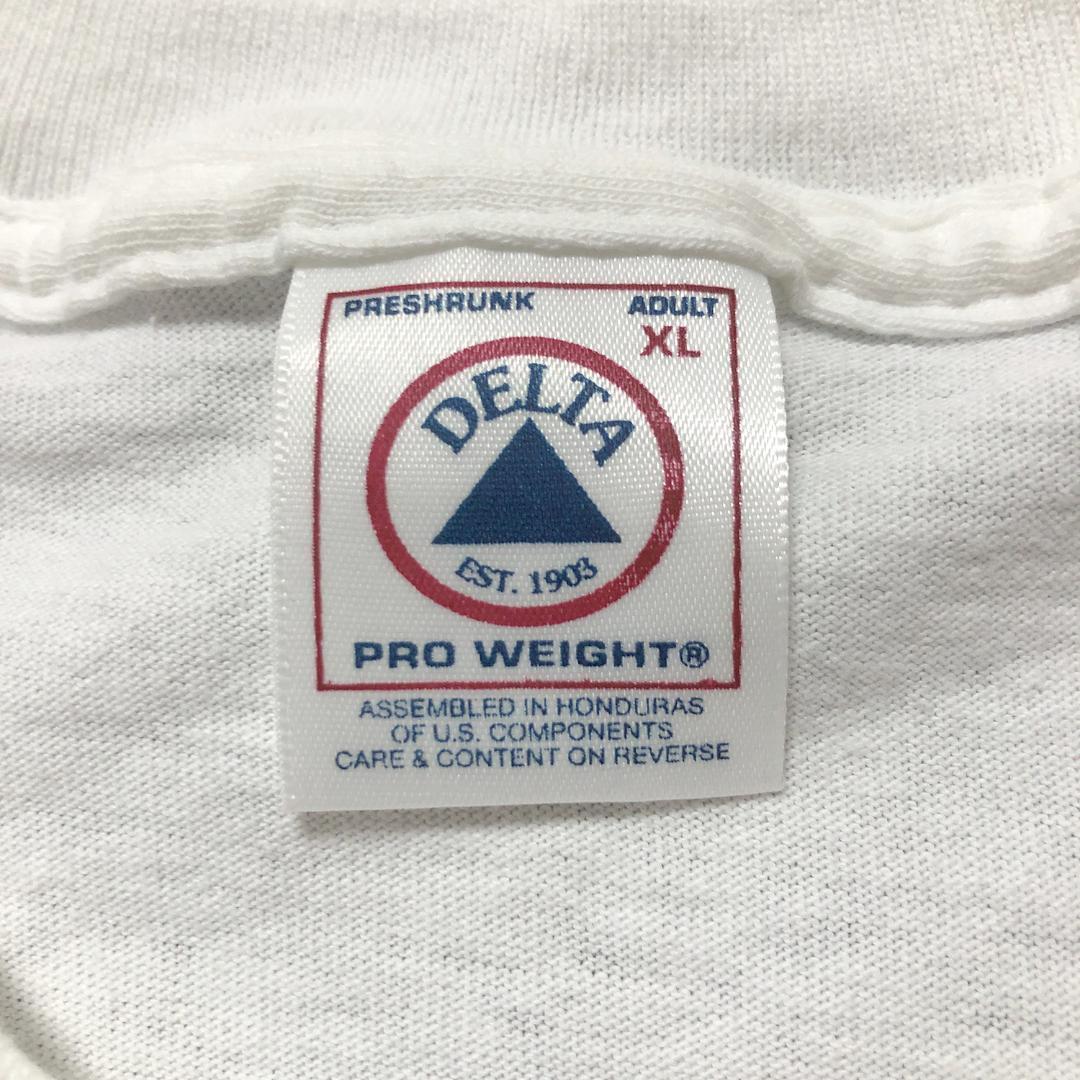 PRESHRUNK ADULT
XL
DELTA
EST. 1903
PRO WEIGHT®
ASSEMBLED IN HONDURAS
OF U.S. COMPONENTS
CARE & CONTENT ON REVERSE